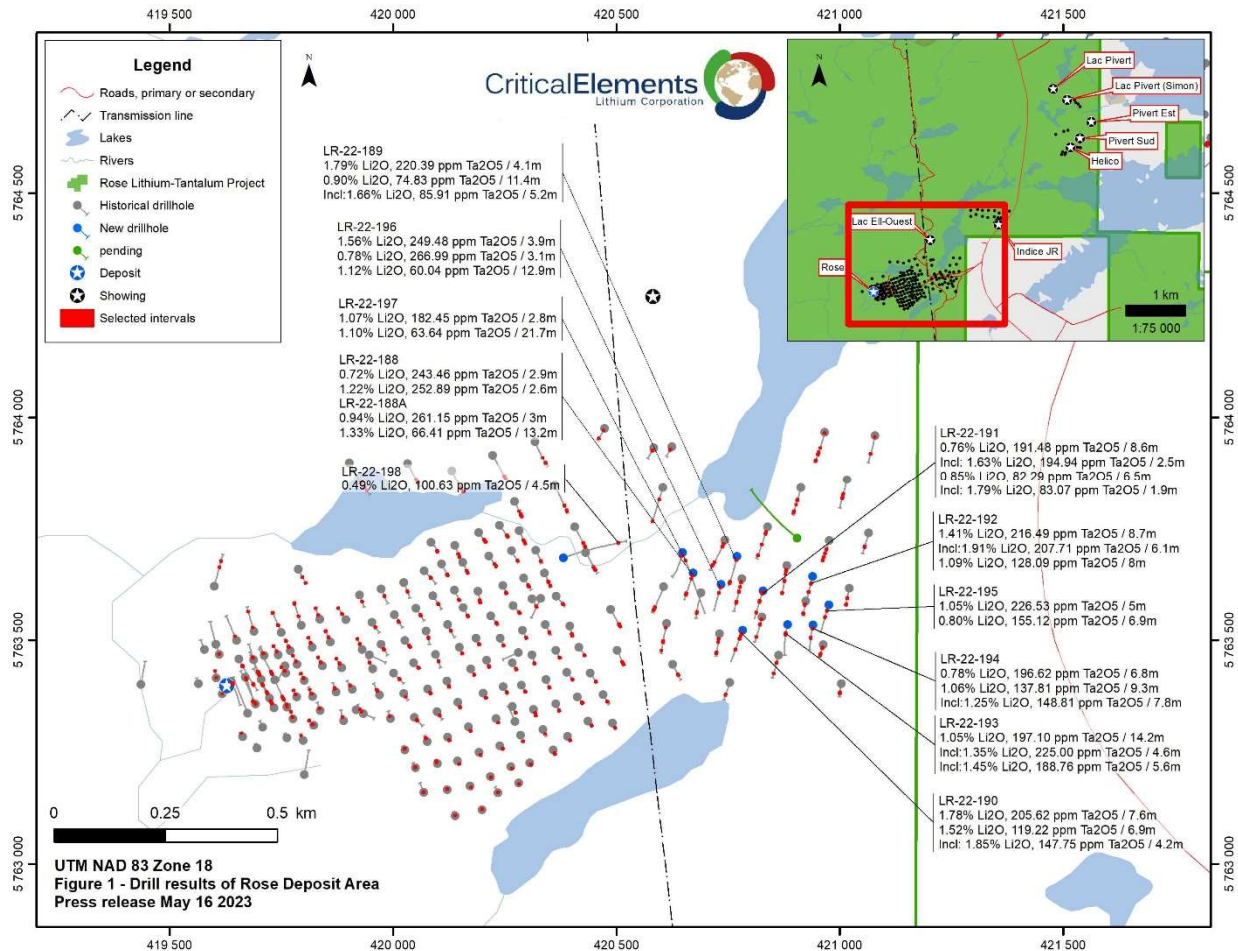 419 500
420 000
420 500
421 000
421 500
5 764 500
5 764 000
5 763 500
5 763 000
Legend
Roads, primary or secondary
Transmission line
Lakes
Rivers
Rose Lithium-Tantalum Project
Historical drillhole
New drillhole
pending
Deposit
Showing
Selected intervals
N
CriticalElements
Lithium Corporation
N
Lac Pivert
Lac Pivert (Simon)
Pivert Est
Pivert Sud
Helico
Lac Ell-Ouest
Indice JR
Rose
1 km
1:75 000
LR-22-189
1.79% Li2O, 220.39 ppm Ta2O5 / 4.1m
0.90% Li2O, 74.83 ppm Ta2O5 / 11.4m
Incl:1.66% Li2O, 85.91 ppm Ta2O5 / 5.2m
LR-22-196
1.56% Li2O, 249.48 ppm Ta2O5 / 3.9m
0.78% Li2O, 266.99 ppm Ta2O5 / 3.1m
1.12% Li2O, 60.04 ppm Ta2O5 / 12.9m
LR-22-197
1.07% Li2O, 182.45 ppm Ta2O5 / 2.8m
1.10% Li2O, 63.64 ppm Ta2O5 / 21.7m
LR-22-188
0.72% Li2O, 243.46 ppm Ta2O5 / 2.9m
1.22% Li2O, 252.89 ppm Ta2O5 / 2.6m
LR-22-188A
0.94% Li2O, 261.15 ppm Ta2O5 / 3m
1.33% Li2O, 66.41 ppm Ta2O5 / 13.2m
LR-22-198
0.49% Li2O, 100.63 ppm Ta2O5 / 4.5m
LR-22-191
0.76% Li2O, 191.48 ppm Ta2O5 / 8.6m
Incl: 1.63% Li2O, 194.94 ppm Ta2O5 / 2.5m
0.85% Li2O, 82.29 ppm Ta2O5 / 6.5m
Incl: 1.79% Li2O, 83.07 ppm Ta2O5 / 1.9m
LR-22-192
1.41% Li2O, 216.49 ppm Ta2O5 / 8.7m
Incl:1.91% Li2O, 207.71 ppm Ta2O5 / 6.1m
1.09% Li2O, 128.09 ppm Ta2O5 / 8m
LR-22-195
1.05% Li2O, 226.53 ppm Ta2O5 / 5m
0.80% Li2O, 155.12 ppm Ta2O5 / 6.9m
LR-22-194
0.78% Li2O, 196.62 ppm Ta2O5 / 6.8m
1.06% Li2O, 137.81 ppm Ta2O5 / 9.3m
Incl:1.25% Li2O, 148.81 ppm Ta2O5 / 7.8m
LR-22-193
1.05% Li2O, 197.10 ppm Ta2O5 / 14.2m
Incl:1.35% Li2O, 225.00 ppm Ta2O5 / 4.6m
Incl:1.45% Li2O, 188.76 ppm Ta2O5 / 5.6m
LR-22-190
1.78% Li2O, 205.62 ppm Ta2O5 / 7.6m
1.52% Li2O, 119.22 ppm Ta2O5 / 6.9m
Incl: 1.85% Li2O, 147.75 ppm Ta2O5 / 4.2m
0 0.25 0.5 km
UTM NAD 83 Zone 18
Figure 1 - Drill results of Rose Deposit Area
Press release May 16 2023
5 764 500
5 764 000
5 763 500
5 763 000
419 500
420 000
420 500
421 000
421 500